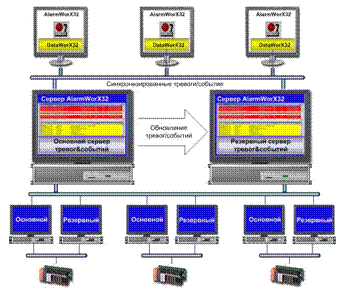 AlarmWorX32
AlarmWorX32
AlarmWorX32
DataWorX32
DataWorX32
DataWorX32
Синхронизированные тревоги/события
Сервер AlarmWorX32
Сервер AlarmWorX32
Обновление
тревог/событий
Основной сервер
тревог&событий
Резервный сервер
тревог&событий
Основной
Резервный
Основной
Резервный
Основной
Резервный